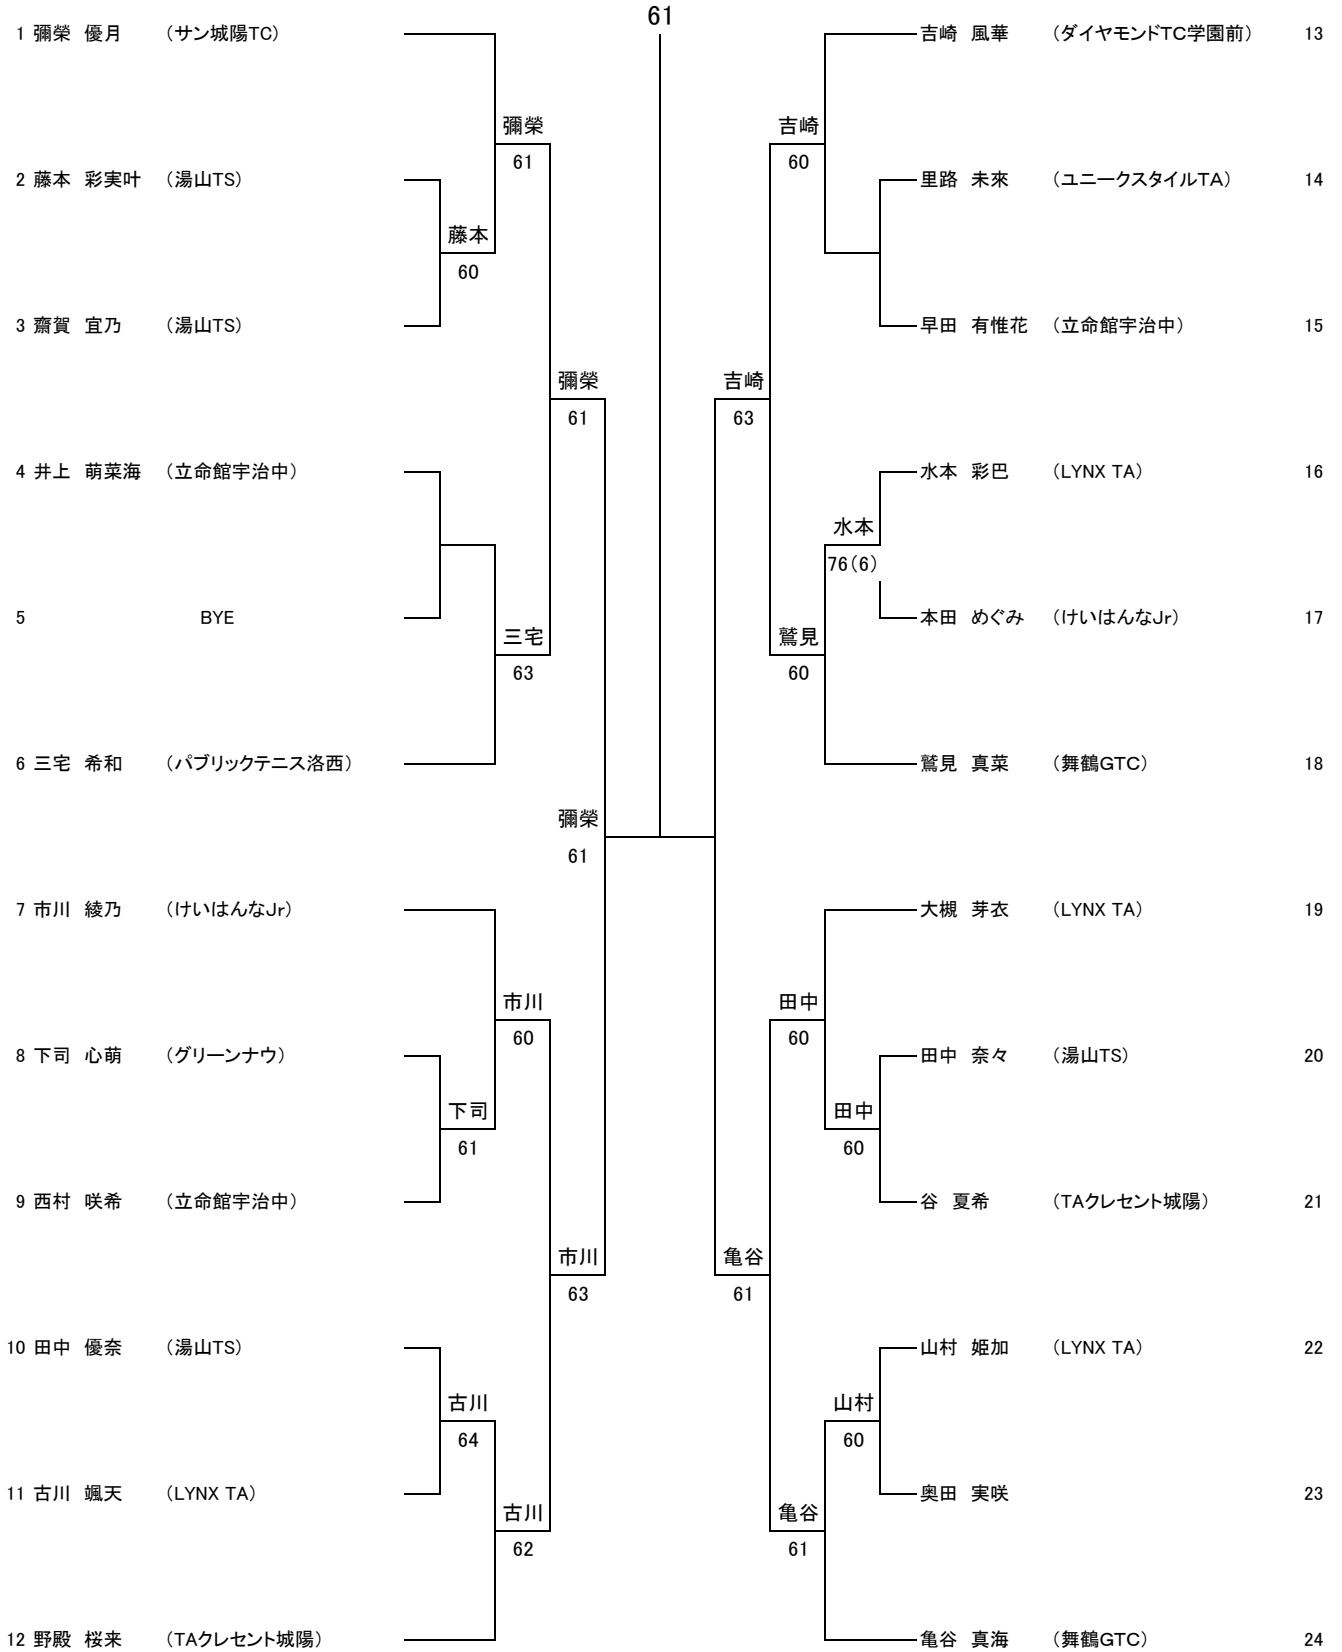 61
1 彌榮 優月 (サン城陽TC)
彌榮
61
2 藤本 彩実叶 (湯山TS)
藤本
60
3 齋賀 宜乃 (湯山TS)
彌榮
61
4 井上 萌菜海 (立命館宇治中)
5 BYE
三宅
63
6 三宅 希和 (パブリックテニス洛西)
彌榮
61
7 市川 綾乃 (けいはんなJr)
市川
60
8 下司 心萌 (グリーンナウ)
下司
61
9 西村 咲希 (立命館宇治中)
市川
63
10 田中 優奈 (湯山TS)
古川
64
11 古川 颯天 (LYNX TA)
古川
62
12 野殿 桜来 (TAクレセント城陽)
吉崎 風華 (ダイヤモンドTC学園前) 13
吉崎
60
里路 未來 (ユニークスタイルTA) 14
早田 有惟花 (立命館宇治中) 15
吉崎
63
水本 彩巴 (LYNX TA) 16
水本
76(6)
本田 めぐみ (けいはんなJr) 17
鷲見
60
鷲見 真菜 (舞鶴GTC) 18
大槻 芽衣 (LYNX TA) 19
田中
60
田中 奈々 (湯山TS) 20
田中
60
谷 夏希 (TAクレセント城陽) 21
亀谷
61
山村 姫加 (LYNX TA) 22
山村
60
奥田 実咲 23
亀谷
61
亀谷 真海 (舞鶴GTC) 24